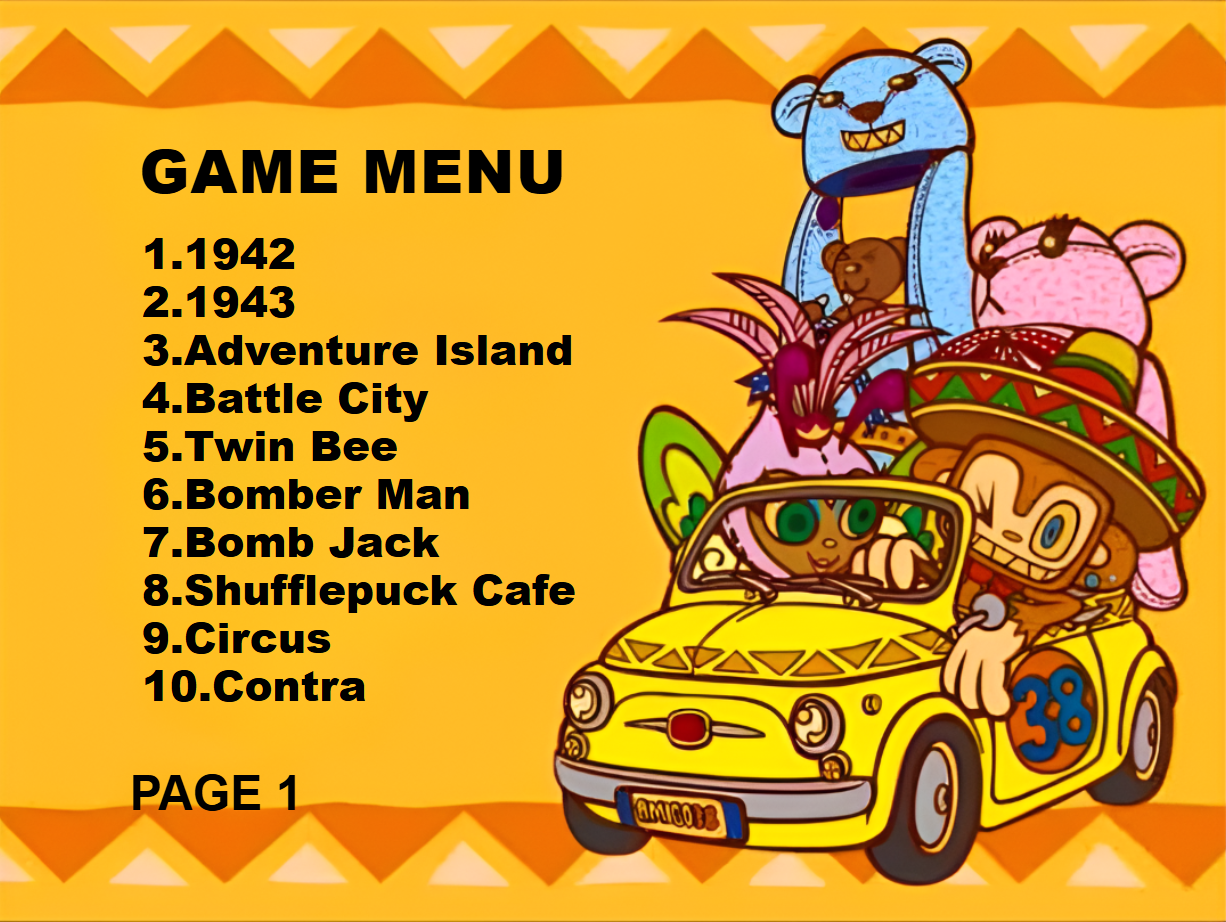 GAME MENU
1.1942
2.1943
3.Adventure Island
4.Battle City
5.Twin Bee
6.Bomber Man
7.Bomb Jack
8.Shufflepuck Cafe
9.Circus
10.Contra
38
AMIGO38
PAGE 1